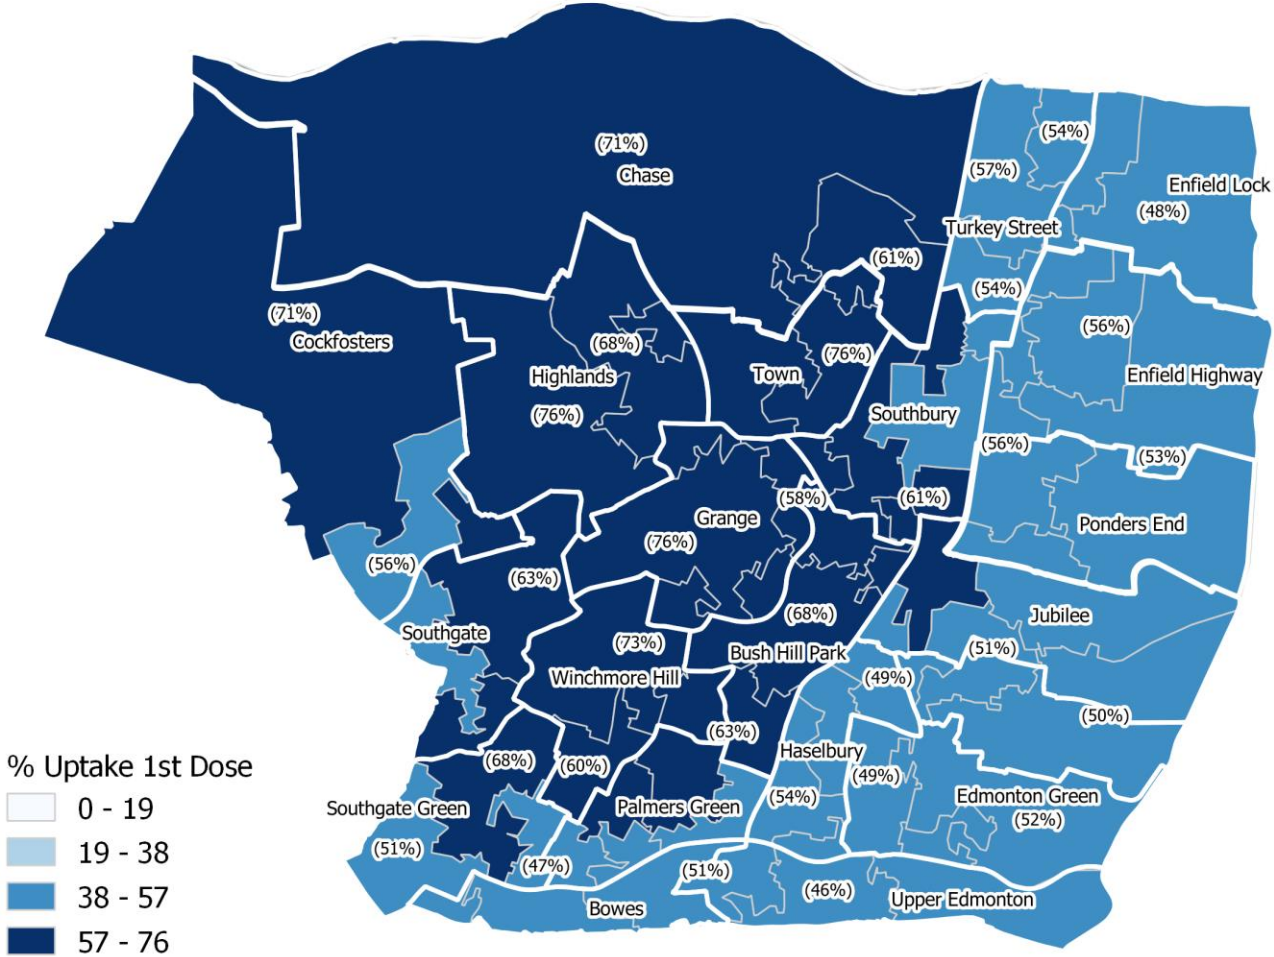 (54%)
(71%)
Chase
(57%)
Enfield Lock
(48%)
Turkey Street
(61%)
(54%)
(71%)
Cockfosters
(56%)
(68%)
(76%)
Highlands
Town
Enfield Highway
(76%)
Southbury
(56%)
(53%)
(58%)
(61%)
Grange
Ponders End
(76%)
(56%)
(63%)
(68%)
Jubilee
Southgate
(73%)
Bush Hill Park
(51%)
Winchmore Hill
(49%)
(50%)
(63%)
Haselbury
(68%)
(60%)
(49%)
% Uptake 1st Dose
0 - 19
19 - 38
38 - 57
57 - 76
Southgate Green
Palmers Green
(54%)
Edmonton Green
(52%)
(51%)
(47%)
(51%)
(46%)
Upper Edmonton
Bowes